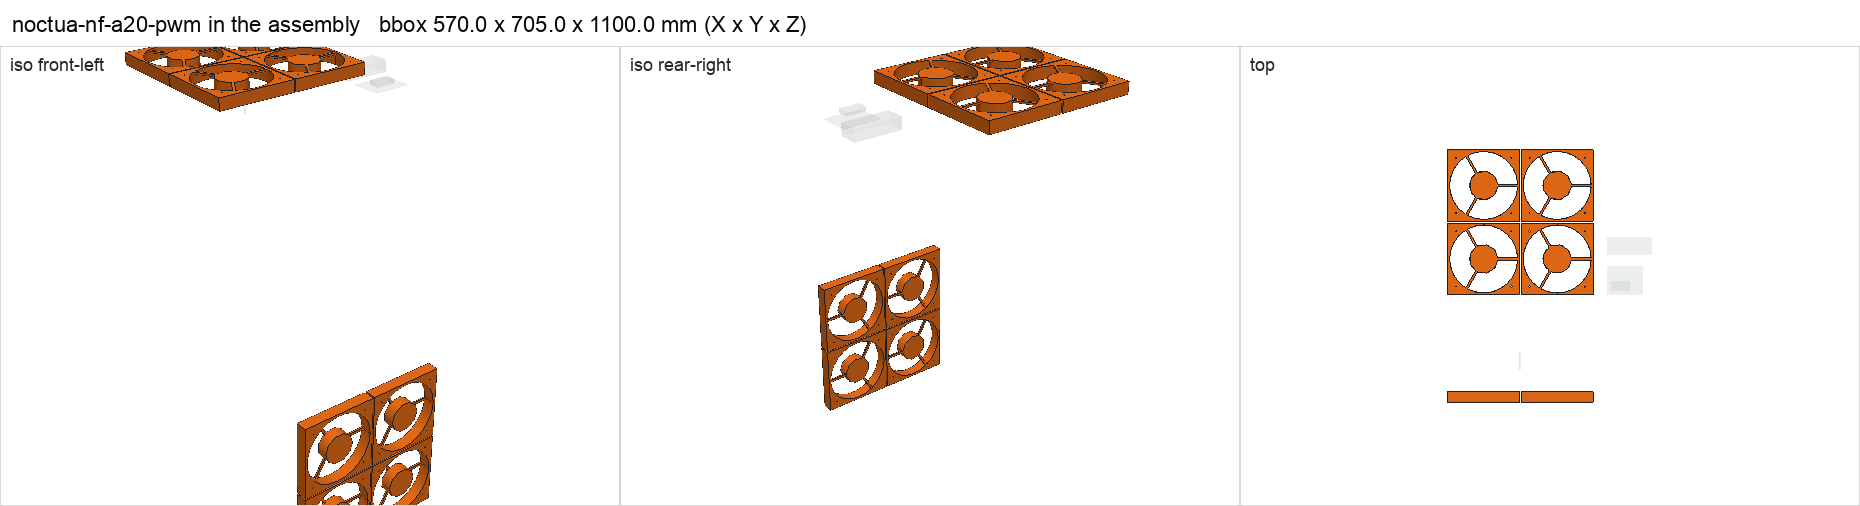 noctua-nf-a20-pwm in the assembly   bbox 570.0 x 705.0 x 1100.0 mm (X x Y x Z)
iso front-left
iso rear-right
top